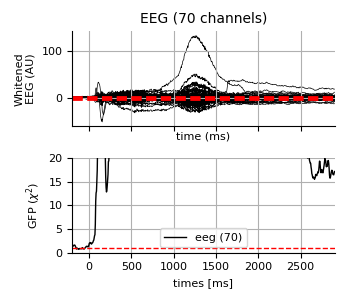 EEG (70 channels)
Whitened
EEG (AU)
100
0
time (ms)
GFP (χ²)
20
15
10
5
0
eeg (70)
0 500 1000 1500 2000 2500
times [ms]